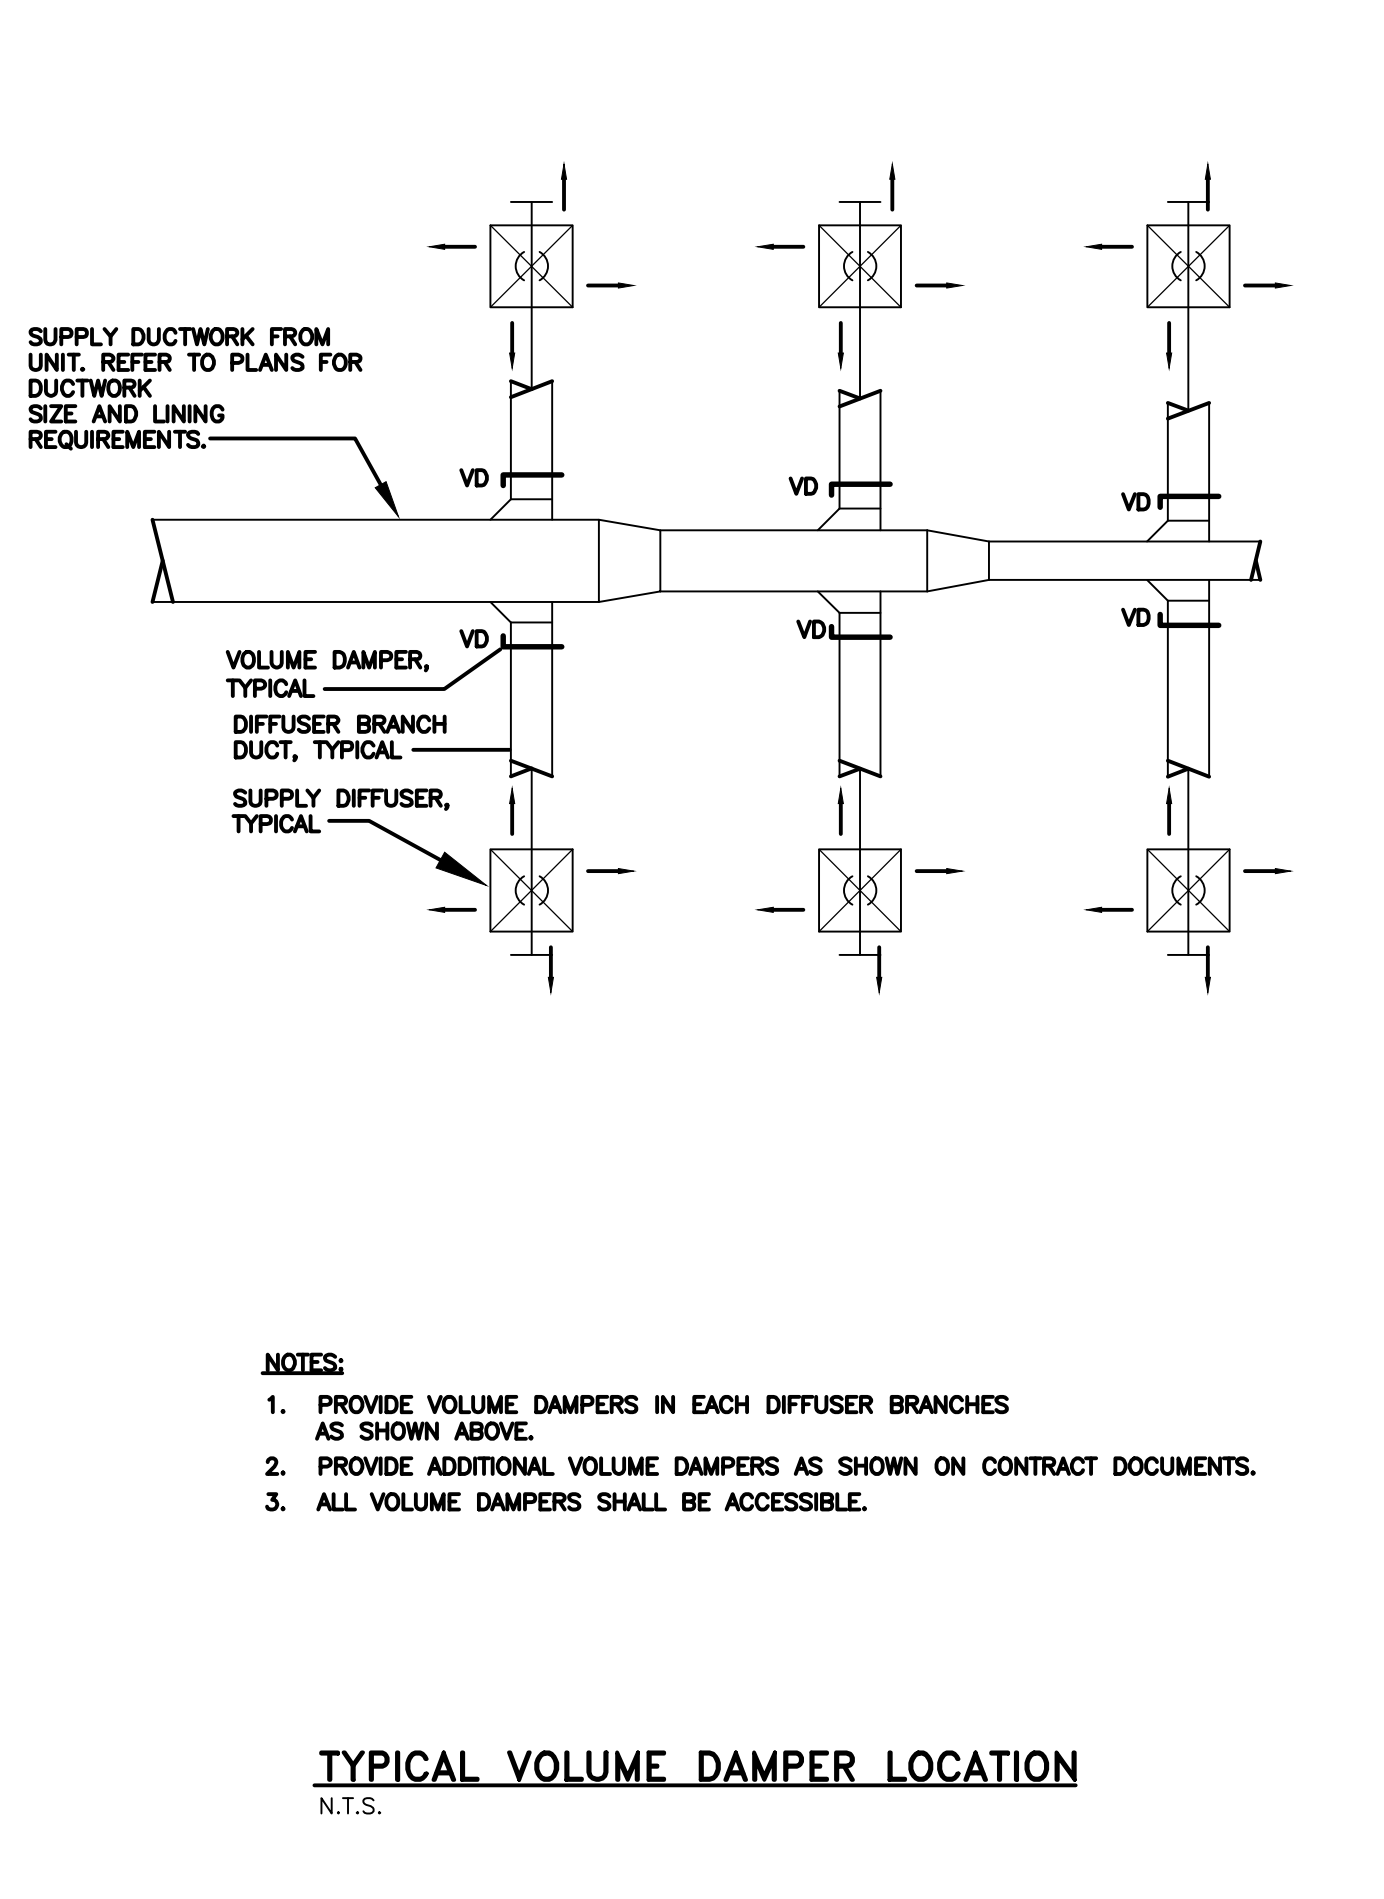 SUPPLY DUCTWORK FROM
UNIT. REFER TO PLANS FOR
DUCTWORK
SIZE AND LINING
REQUIREMENTS.
VD
VD
VD
VD
VD
VD
VOLUME DAMPER,
TYPICAL
DIFFUSER BRANCH
DUCT, TYPICAL
SUPPLY DIFFUSER,
TYPICAL
NOTES:
1. PROVIDE VOLUME DAMPERS IN EACH DIFFUSER BRANCHES
AS SHOWN ABOVE.
2. PROVIDE ADDITIONAL VOLUME DAMPERS AS SHOWN ON CONTRACT DOCUMENTS.
3. ALL VOLUME DAMPERS SHALL BE ACCESSIBLE.
TYPICAL VOLUME DAMPER LOCATION
N.T.S.